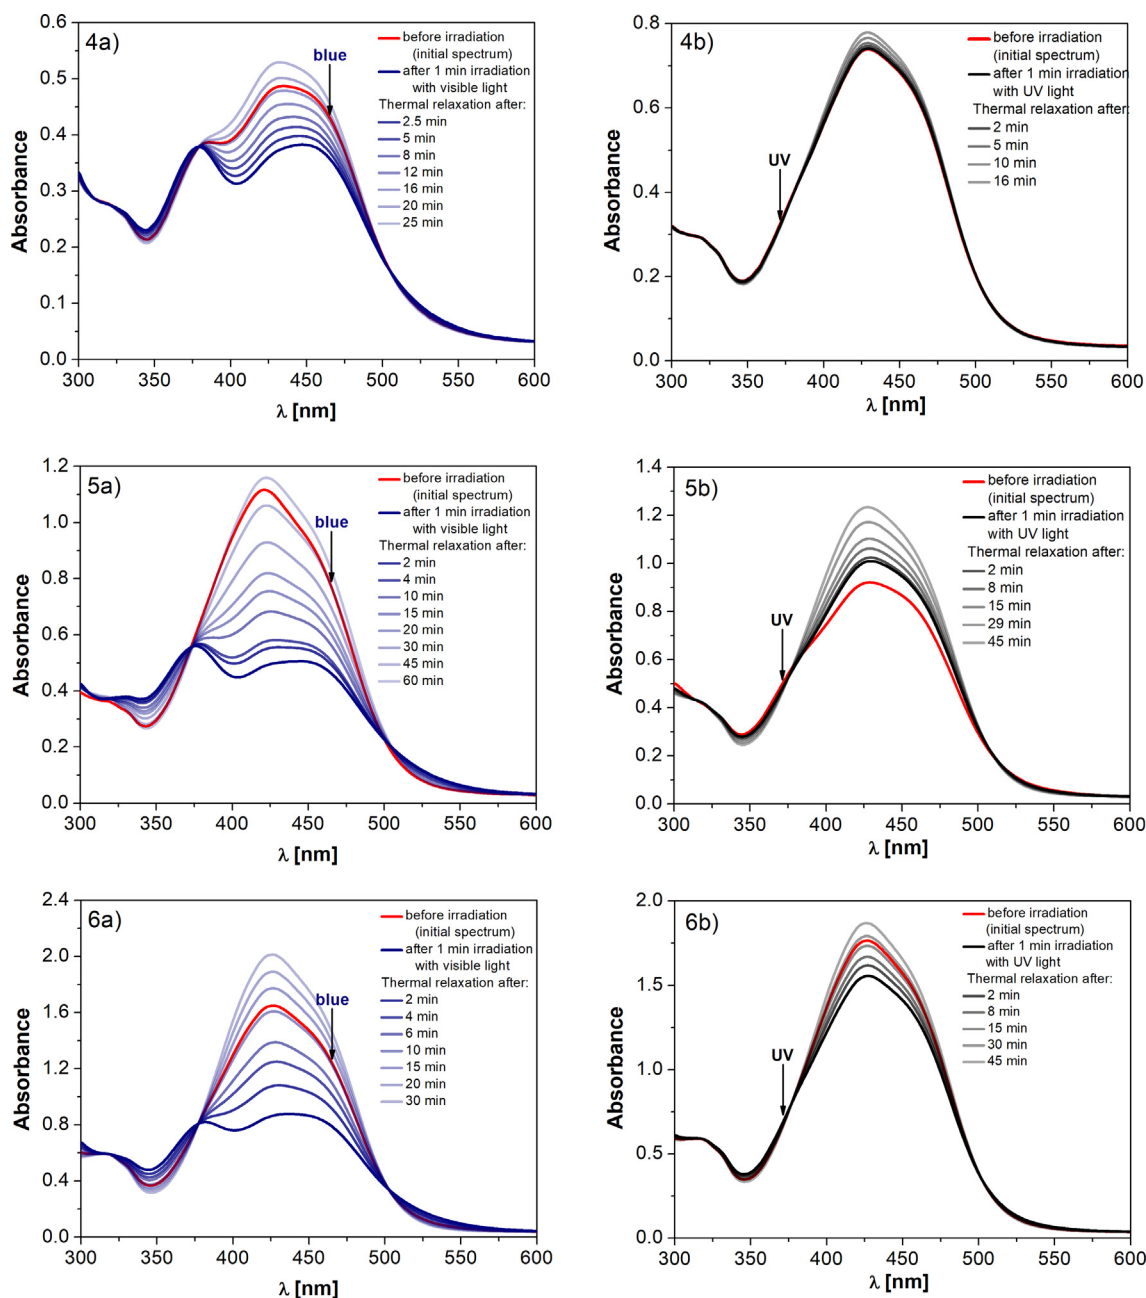 4a)
before irradiation
(initial spectrum)
after 1 min irradiation
with visible light
Thermal relaxation after:
2.5 min
5 min
8 min
12 min
16 min
20 min
25 min
blue
Absorbance
0.6
0.5
0.4
0.3
0.2
0.1
0.0
300 350 400 450 500 550 600
λ [nm]
4b)
before irradiation
(initial spectrum)
after 1 min irradiation
with UV light
Thermal relaxation after:
2 min
5 min
10 min
16 min
UV
Absorbance
0.8
0.6
0.4
0.2
0.0
300 350 400 450 500 550 600
λ [nm]
5a)
before irradiation
(initial spectrum)
after 1 min irradiation
with visible light
Thermal relaxation after:
2 min
4 min
10 min
15 min
20 min
30 min
45 min
60 min
blue
Absorbance
1.2
1.0
0.8
0.6
0.4
0.2
0.0
300 350 400 450 500 550 600
λ [nm]
5b)
before irradiation
(initial spectrum)
after 1 min irradiation
with UV light
Thermal relaxation after:
2 min
8 min
15 min
29 min
45 min
UV
Absorbance
1.4
1.2
1.0
0.8
0.6
0.4
0.2
0.0
300 350 400 450 500 550 600
λ [nm]
6a)
before irradiation
(initial spectrum)
after 1 min irradiation
with visible light
Thermal relaxation after:
2 min
4 min
6 min
10 min
15 min
20 min
30 min
blue
Absorbance
2.4
2.0
1.6
1.2
0.8
0.4
0.0
300 350 400 450 500 550 600
λ [nm]
6b)
before irradiation
(initial spectrum)
after 1 min irradiation
with UV light
Thermal relaxation after:
2 min
8 min
15 min
30 min
45 min
UV
Absorbance
2.0
1.5
1.0
0.5
0.0
300 350 400 450 500 550 600
λ [nm]